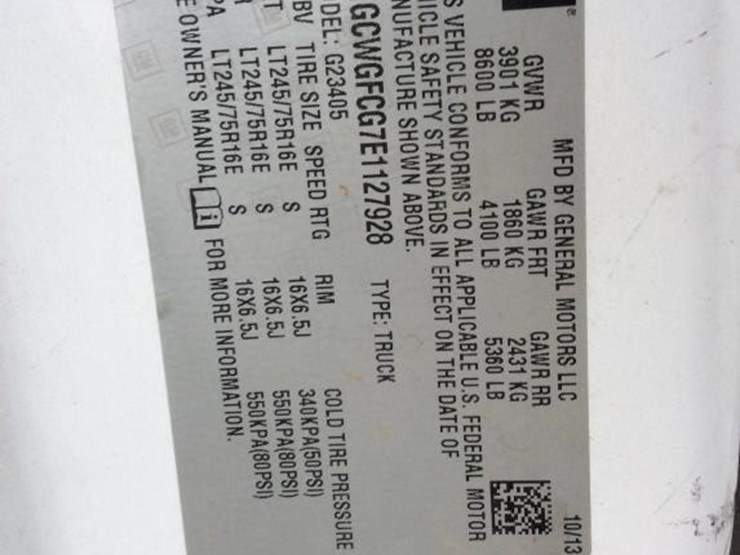 MFD BY GENERAL MOTORS LLC 10/13
GVWR GAWR FRT GAWR RR
3901 KG 1860 KG 2431 KG
8600 LB 4100 LB 5360 LB
S VEHICLE CONFORMS TO ALL APPLICABLE U.S. FEDERAL MOTOR
ICLE SAFETY STANDARDS IN EFFECT ON THE DATE OF
NUFACTURE SHOWN ABOVE.
GCWGFCG7E1127928 TYPE: TRUCK
DEL: G23405
BV TIRE SIZE SPEED RTG RIM COLD TIRE PRESSURE
T LT245/75R16E S 16X6.5J 340KPA(50PSI)
R LT245/75R16E S 16X6.5J 550KPA(80PSI)
PA LT245/75R16E S 16X6.5J 550KPA(80PSI)
E OWNER'S MANUAL FOR MORE INFORMATION.